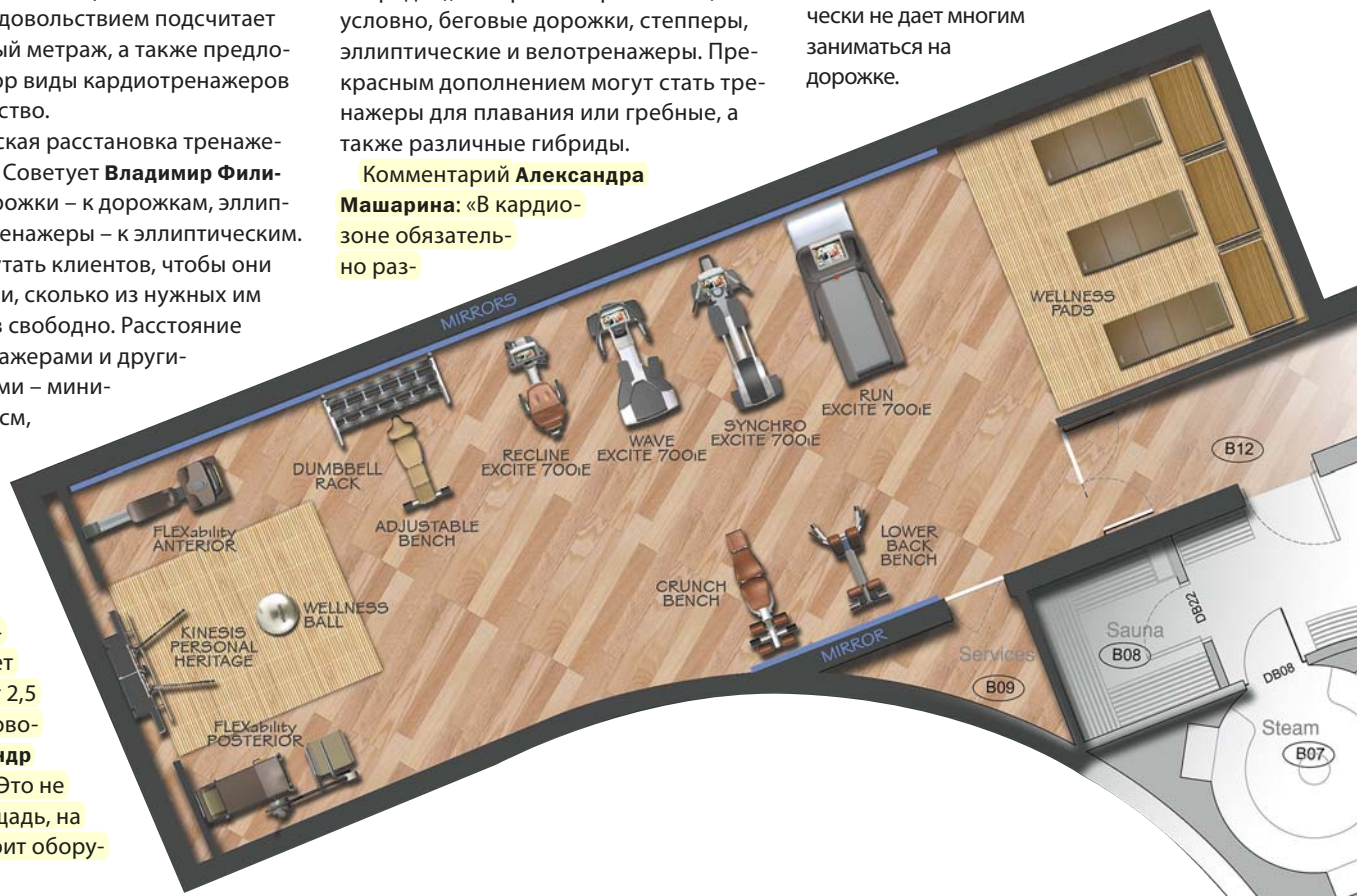 довольствием подсчитает
ый метраж, а также предло-
ор виды кардиотренажеров
ство.
ская расстановка тренаже-
Советует Владимир Фили-
рожки – к дорожкам, эллип-
ренажеры – к эллиптическим.
утать клиентов, чтобы они
и, сколько из нужных им
в свободно. Расстояние
ажерами и други-
ми – мини-
см,
ет
2,5
рво-
ндр
Это не
щадь, на
рит обору-
условно, беговые дорожки, степперы,
эллиптические и велотренажеры. Пре-
красным дополнением могут стать тре-
нажеры для плавания или гребные, а
также различные гибриды.
Комментарий Александра
Машарина: «В кардио-
зоне обязатель-
но раз-
чески не дает многим
заниматься на
дорожке.
MIRRORS
WELLNESS
PADS
RUN
EXCITE 700iE
SYNCHRO
EXCITE 700iE
WAVE
EXCITE 700iE
RECLINE
EXCITE 700iE
DUMBBELL
RACK
ADJUSTABLE
BENCH
FLEXability
ANTERIOR
WELLNESS
BALL
KINESIS
PERSONAL
HERITAGE
FLEXability
POSTERIOR
CRUNCH
BENCH
LOWER
BACK
BENCH
MIRROR
B12
Services
B09
Sauna
B08
DB22
DB08
Steam
B07